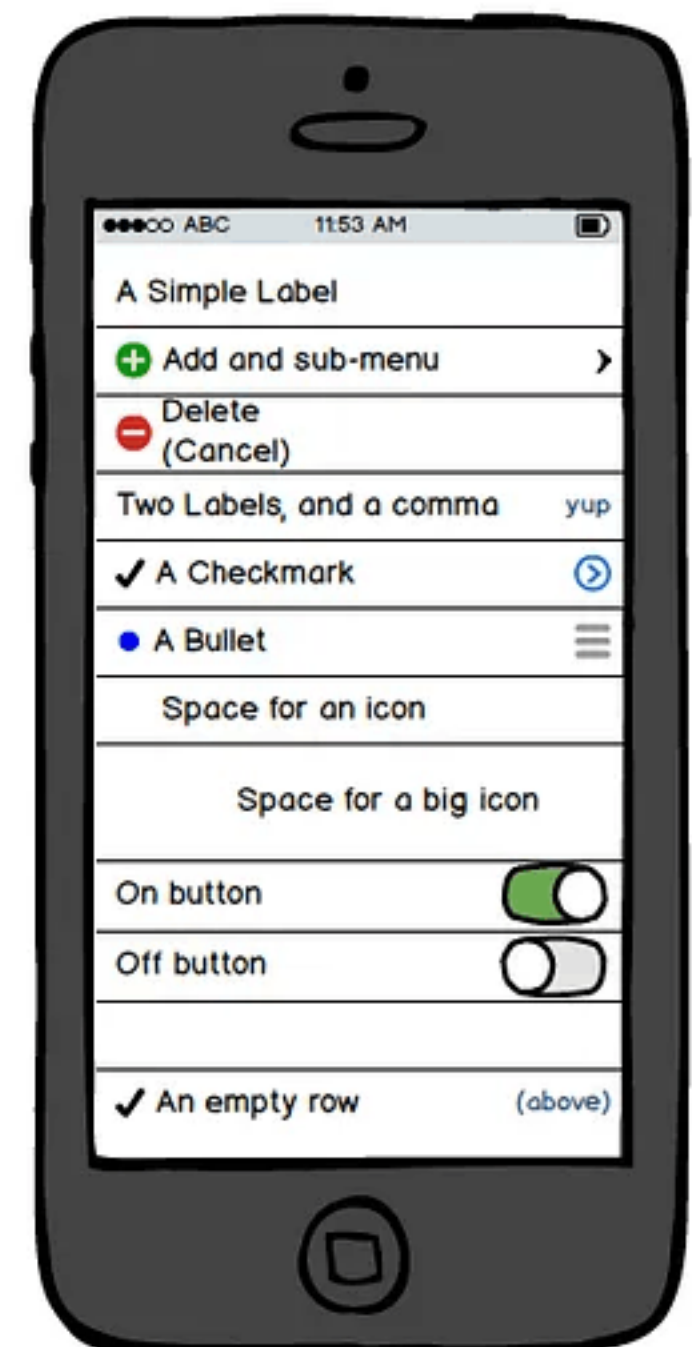 ABC 11:53 AM
A Simple Label
Add and sub-menu
Delete
(Cancel)
Two Labels, and a comma yup
A Checkmark
A Bullet
Space for an icon
Space for a big icon
On button
Off button
An empty row (above)